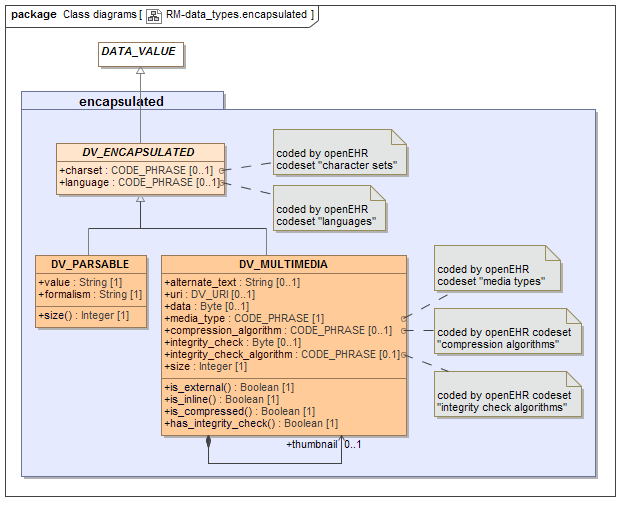 package Class diagrams [ RM-data_types.encapsulated ]
DATA_VALUE
encapsulated
DV_ENCAPSULATED
+charset : CODE_PHRASE [0..1]
+language : CODE_PHRASE [0..1]
coded by openEHR
codeset "character sets"
coded by openEHR
codeset "languages"
DV_PARSABLE
+value : String [1]
+formalism : String [1]
+size() : Integer [1]
DV_MULTIMEDIA
+alternate_text : String [0..1]
+uri : DV_URI [0..1]
+data : Byte [0..1]
+media_type : CODE_PHRASE [1]
+compression_algorithm : CODE_PHRASE [0..1]
+integrity_check : Byte [0..1]
+integrity_check_algorithm : CODE_PHRASE [0.1]
+size : Integer [1]
+is_external() : Boolean [1]
+is_inline() : Boolean [1]
+is_compressed() : Boolean [1]
+has_integrity_check() : Boolean [1]
+thumbnail 0..1
coded by openEHR
codeset "media types"
coded by openEHR codeset
"compression algorithms"
coded by openEHR codeset
"integrity check algorithms"